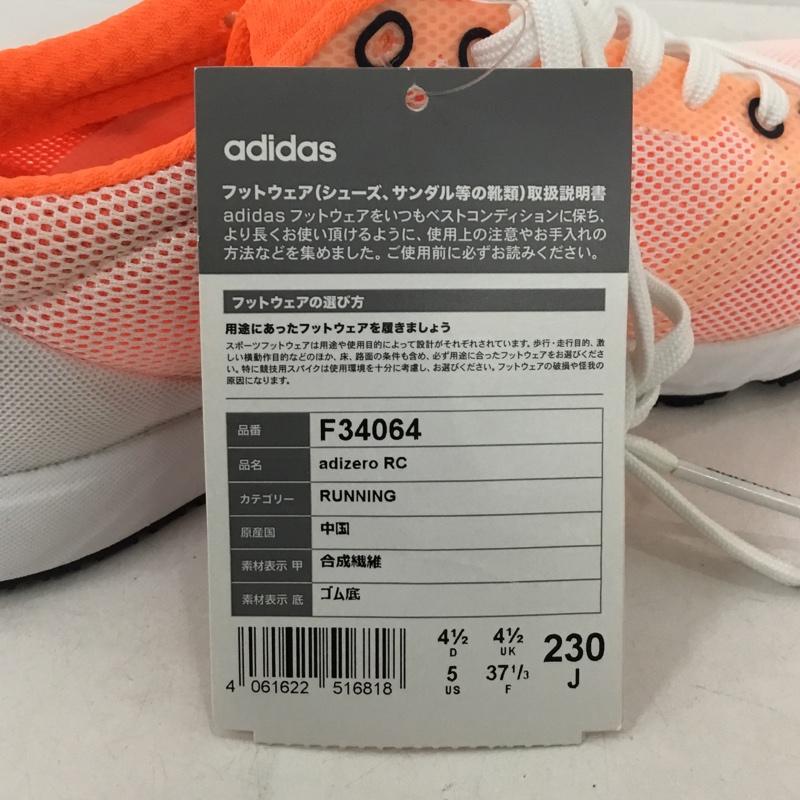 adidas
フットウェア(シューズ、サンダル等の靴類)取扱説明書
adidas フットウェアをいつもベストコンディションに保ち、
より長くお使い頂けるように、使用上の注意やお手入れの
方法などを集めました。ご使用前に必ずお読みください。
フットウェアの選び方
用途にあったフットウェアを履きましょう
スポーツフットウェアは用途や使用目的によって設計がそれぞれされています。歩行・走行目的、激
しい横動作目的などのほか、床、路面の条件も含め、必ず用途に合ったフットウェアをお選びくださ
い。特に競技用スパイクは使用環境を十分に考慮し、お選びください。フットウェアの破損や怪我の
原因になります。
品番 F34064
品名 adizero RC
カテゴリー RUNNING
原産国 中国
素材表示 甲 合成繊維
素材表示 底 ゴム底
4½ 4½ 230
D UK
5 37⅓ J
US F
4 061622 516818